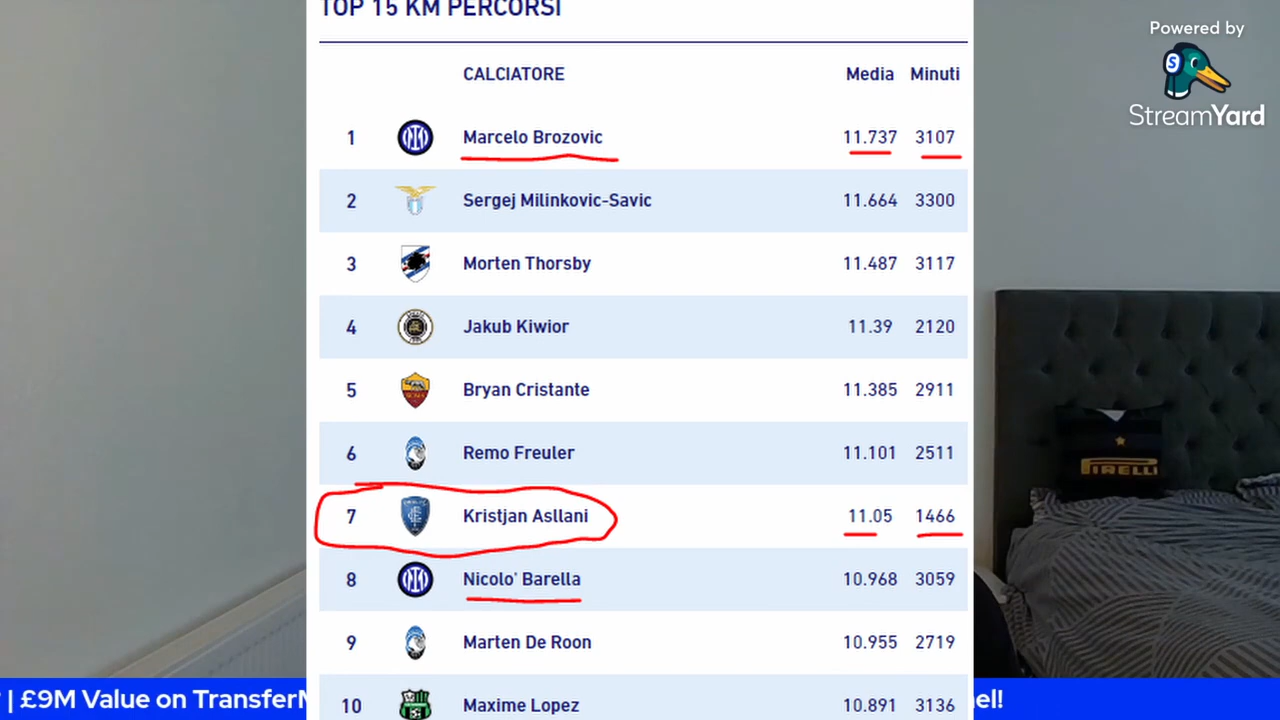 TOP 15 KM PERCORSI
Powered by
StreamYard
CALCIATORE Media Minuti
1 Marcelo Brozovic 11.737 3107
2 Sergej Milinkovic-Savic 11.664 3300
3 Morten Thorsby 11.487 3117
4 Jakub Kiwior 11.39 2120
5 Bryan Cristante 11.385 2911
6 Remo Freuler 11.101 2511
7 Kristjan Asllani 11.05 1466
8 Nicolo' Barella 10.968 3059
9 Marten De Roon 10.955 2719
10 Maxime Lopez 10.891 3136
PIRELLI
| £9M Value on TransferM
el!